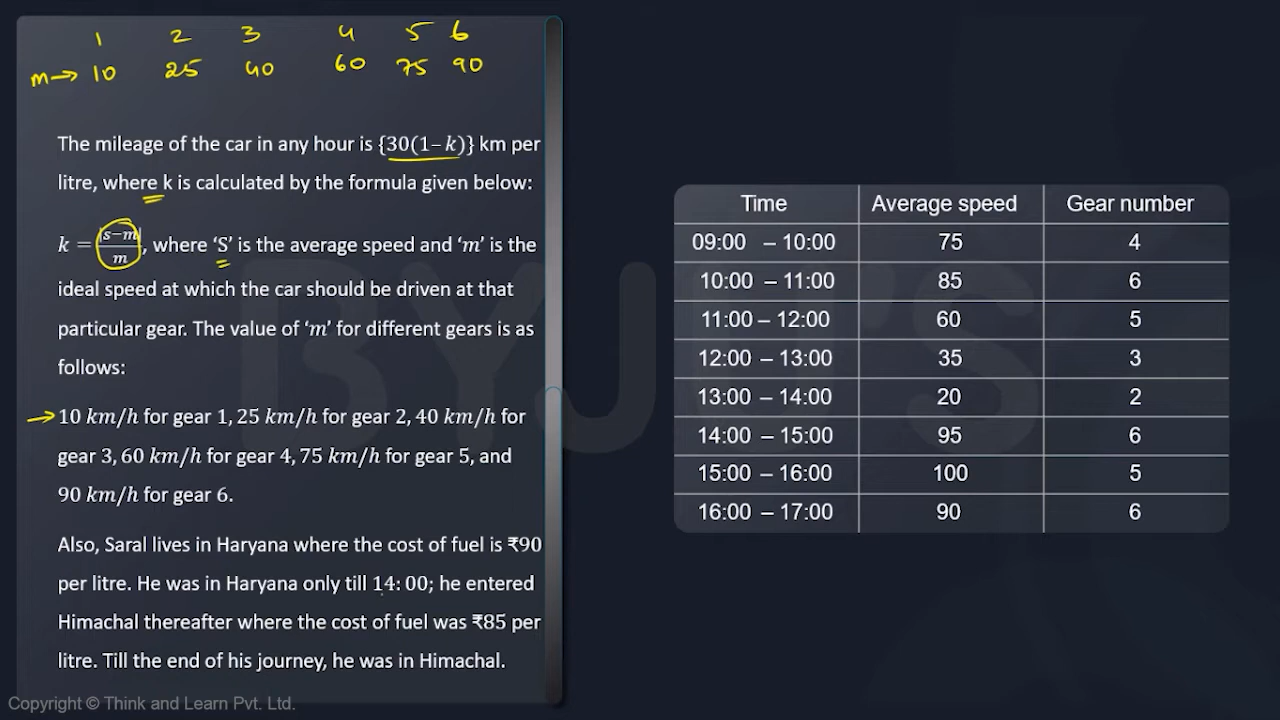 1 2 3 4 5 6
m→ 10 25 40 60 75 90
The mileage of the car in any hour is {30(1– k)} km per
litre, where k is calculated by the formula given below:
k = |s−m|/m, where ‘S’ is the average speed and ‘m’ is the
ideal speed at which the car should be driven at that
particular gear. The value of ‘m’ for different gears is as
follows:
→ 10 km/h for gear 1, 25 km/h for gear 2, 40 km/h for
gear 3, 60 km/h for gear 4, 75 km/h for gear 5, and
90 km/h for gear 6.
Also, Saral lives in Haryana where the cost of fuel is ₹90
per litre. He was in Haryana only till 14: 00; he entered
Himachal thereafter where the cost of fuel was ₹85 per
litre. Till the end of his journey, he was in Himachal.
Time Average speed Gear number
09:00 – 10:00 75 4
10:00 – 11:00 85 6
11:00 – 12:00 60 5
12:00 – 13:00 35 3
13:00 – 14:00 20 2
14:00 – 15:00 95 6
15:00 – 16:00 100 5
16:00 – 17:00 90 6
BYJU'S
Copyright © Think and Learn Pvt. Ltd.